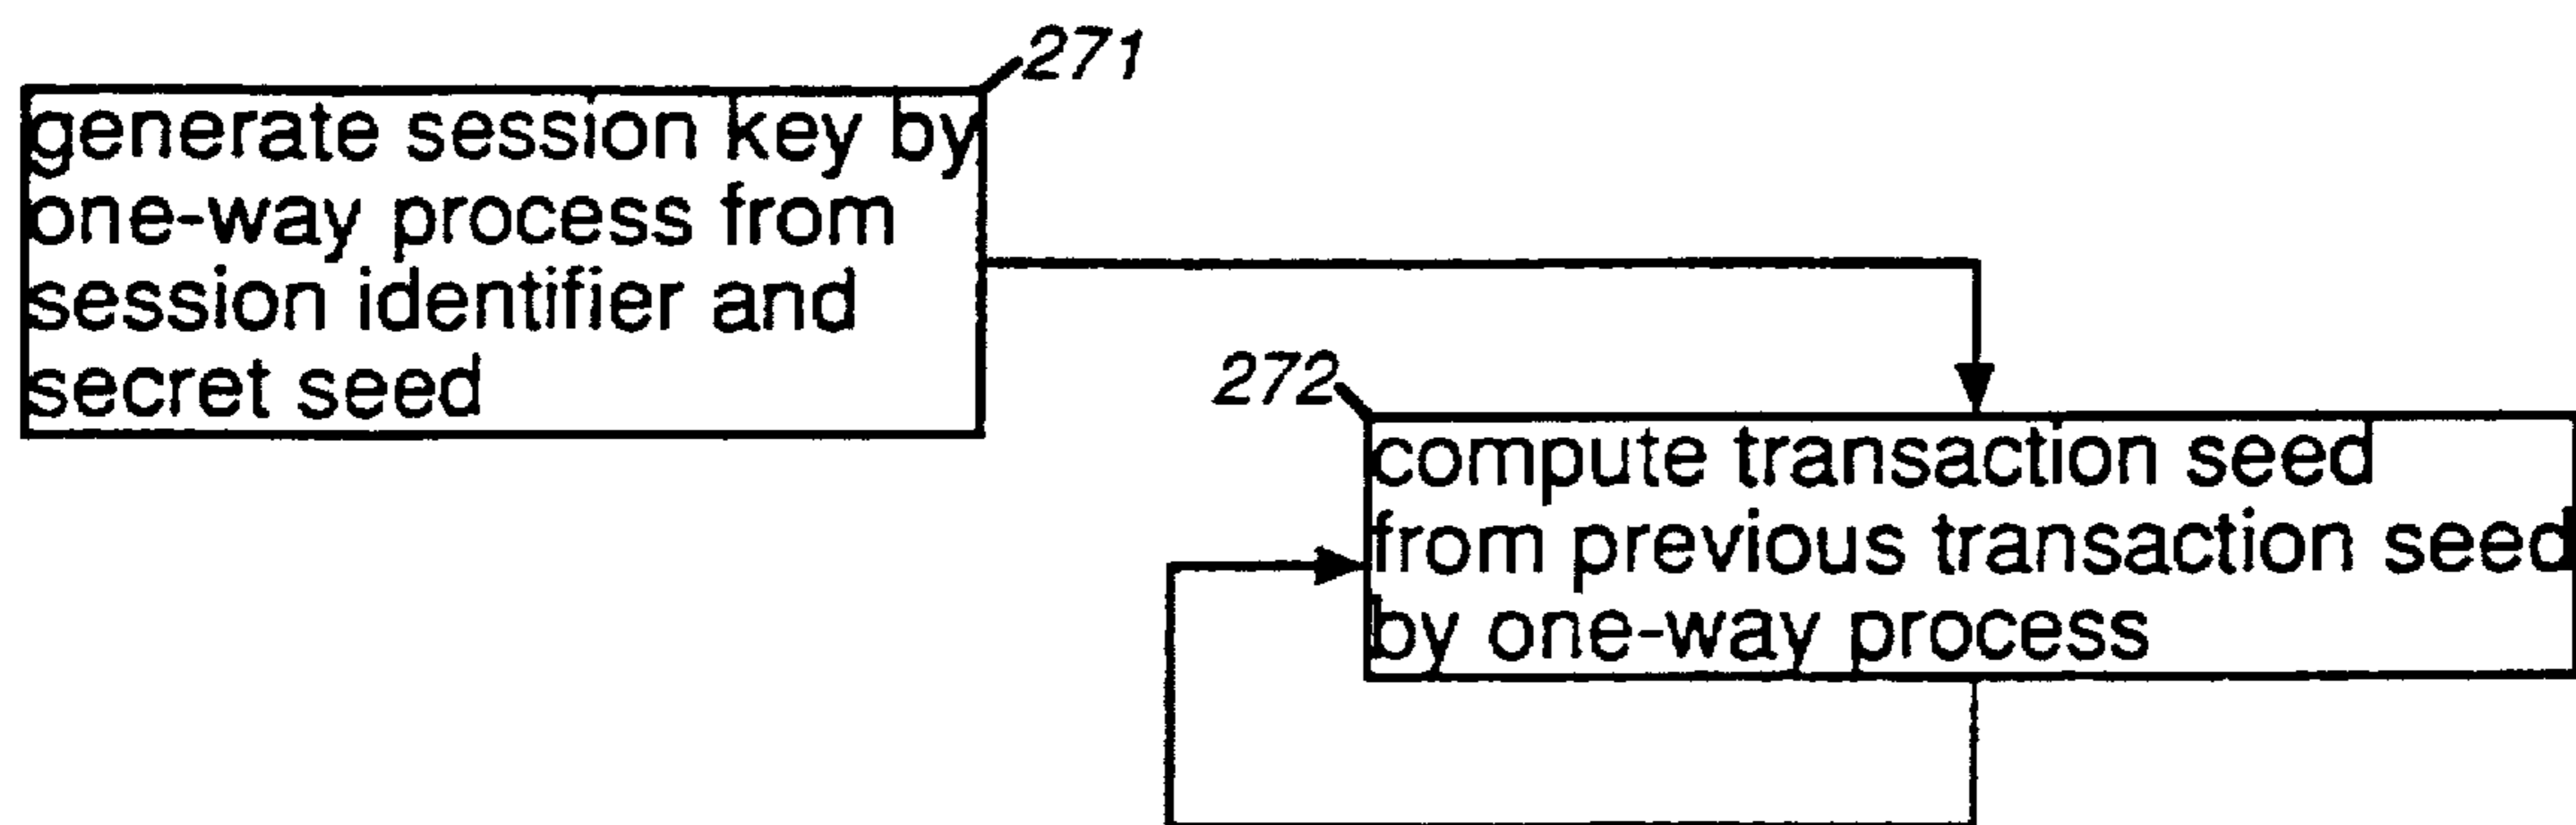 271
generate session key by
one-way process from
session identifier and
secret seed
272
compute transaction seed
from previous transaction seed
by one-way process